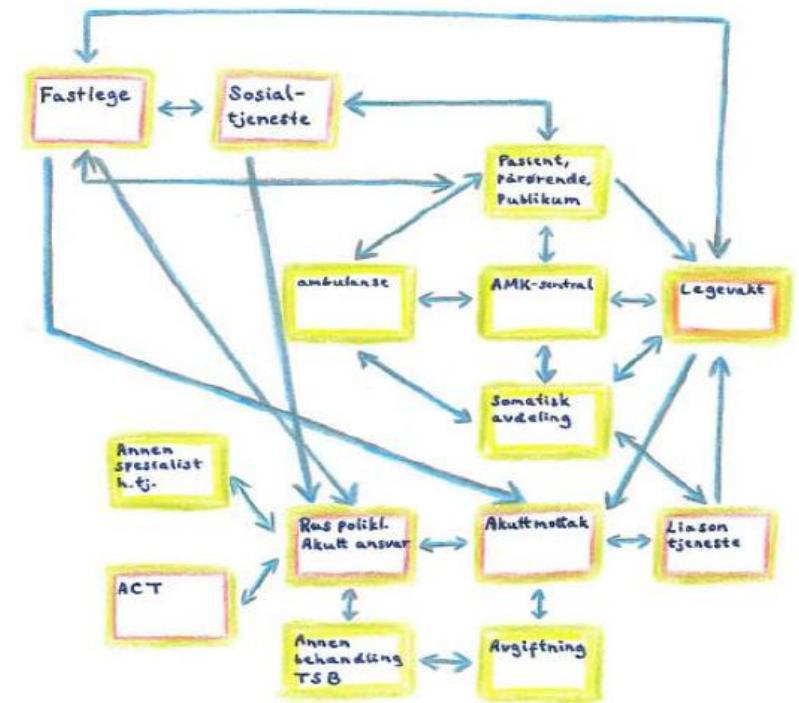 Fastlege
Sosial-
tjeneste
Pasient,
pårørende,
Publikum
ambulanse
AMK-sentral
Legevakt
Somatisk
avdeling
Annen
spesialist
h.tj.
Rus polikl.
Akutt ansvar
Akuttmottak
Liason
tjeneste
ACT
Annen
behandling
TSB
Avgiftning